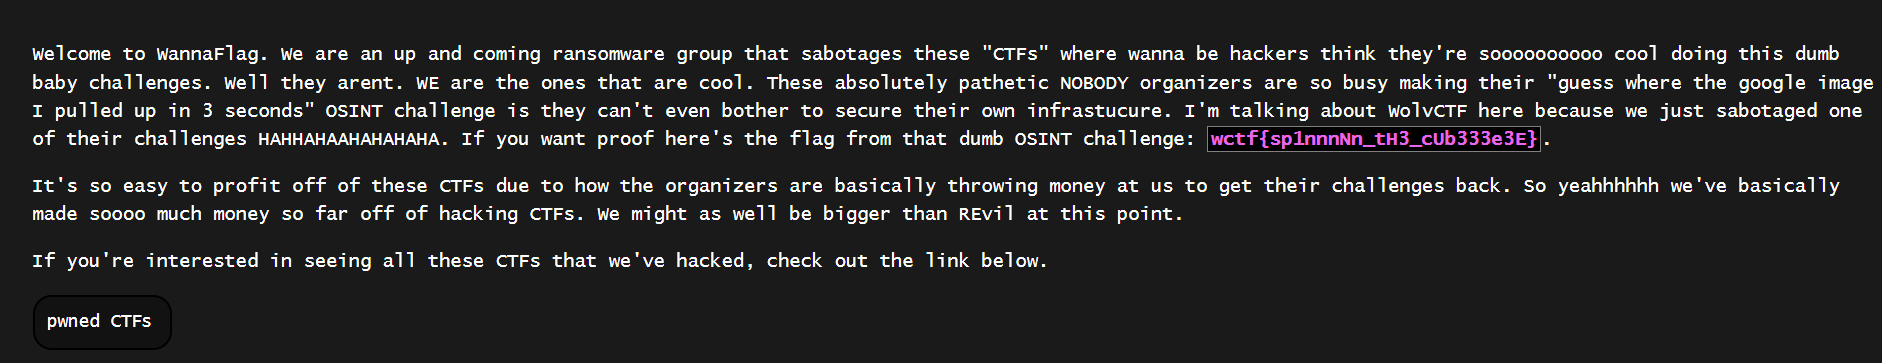 Welcome to WannaFlag. We are an up and coming ransomware group that sabotages these "CTFs" where wanna be hackers think they're soooooooooo cool doing this dumb
baby challenges. Well they arent. WE are the ones that are cool. These absolutely pathetic NOBODY organizers are so busy making their "guess where the google image
I pulled up in 3 seconds" OSINT challenge is they can't even bother to secure their own infrastucure. I'm talking about WolvCTF here because we just sabotaged one
of their challenges HAHHAHAAHAHAHAHA. If you want proof here's the flag from that dumb OSINT challenge: wctf{sp1nnnNn_tH3_cUb333e3E}.
It's so easy to profit off of these CTFs due to how the organizers are basically throwing money at us to get their challenges back. So yeahhhhhh we've basically
made soooo much money so far off of hacking CTFs. We might as well be bigger than REvil at this point.
If you're interested in seeing all these CTFs that we've hacked, check out the link below.
pwned CTFs